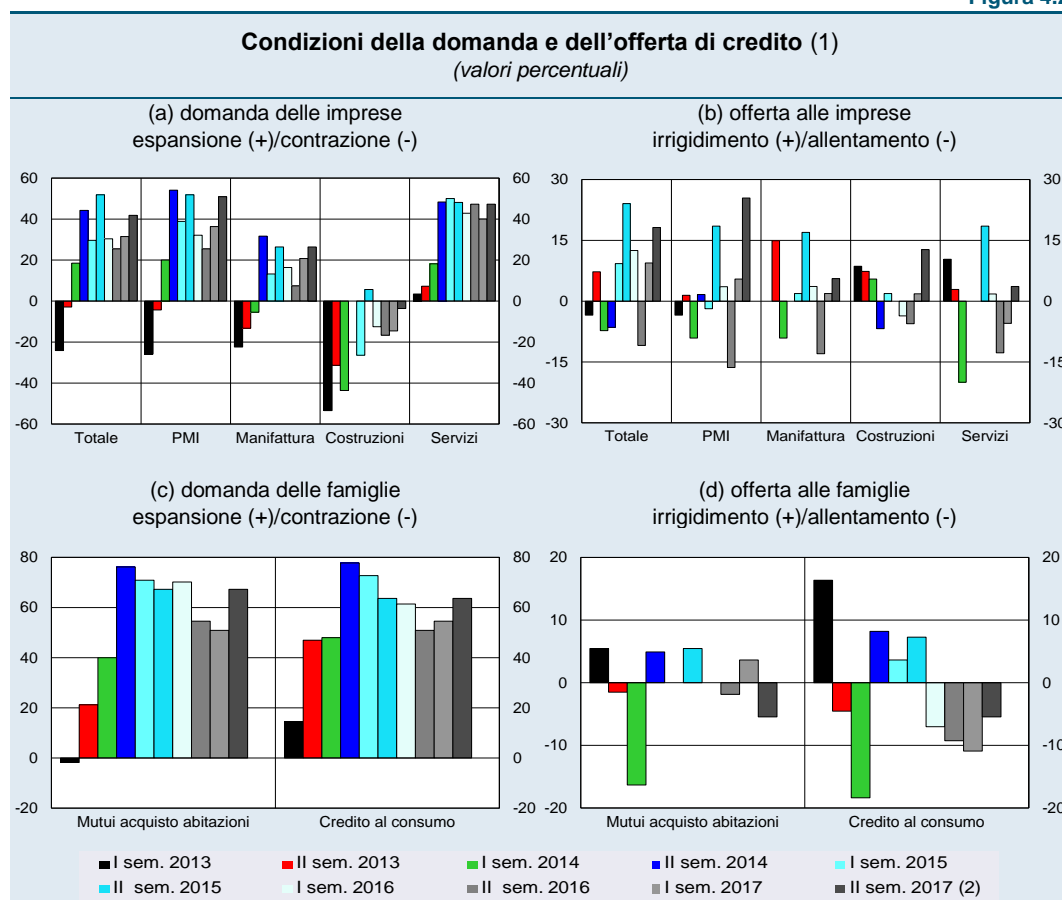 Condizioni della domanda e dell'offerta di credito (1)
(valori percentuali)
(a) domanda delle imprese
espansione (+)/contrazione (-)
(b) offerta alle imprese
irrigidimento (+)/allentamento (-)
60 60 30 30
40 40
20 20 15 15
0 0 0 0
-20 -20
-40 -40 -15 -15
-60 -60 -30 -30
Totale PMI Manifattura Costruzioni Servizi
Totale PMI Manifattura Costruzioni Servizi
(c) domanda delle famiglie
espansione (+)/contrazione (-)
(d) offerta alle famiglie
irrigidimento (+)/allentamento (-)
80 80 20 20
60 60 10 10
40 40
20 20 0 0
0 0 -10 -10
-20 -20 -20 -20
Mutui acquisto abitazioni Credito al consumo
Mutui acquisto abitazioni Credito al consumo
I sem. 2013 II sem. 2013 I sem. 2014 II sem. 2014 I sem. 2015
II sem. 2015 I sem. 2016 II sem. 2016 I sem. 2017 II sem. 2017 (2)